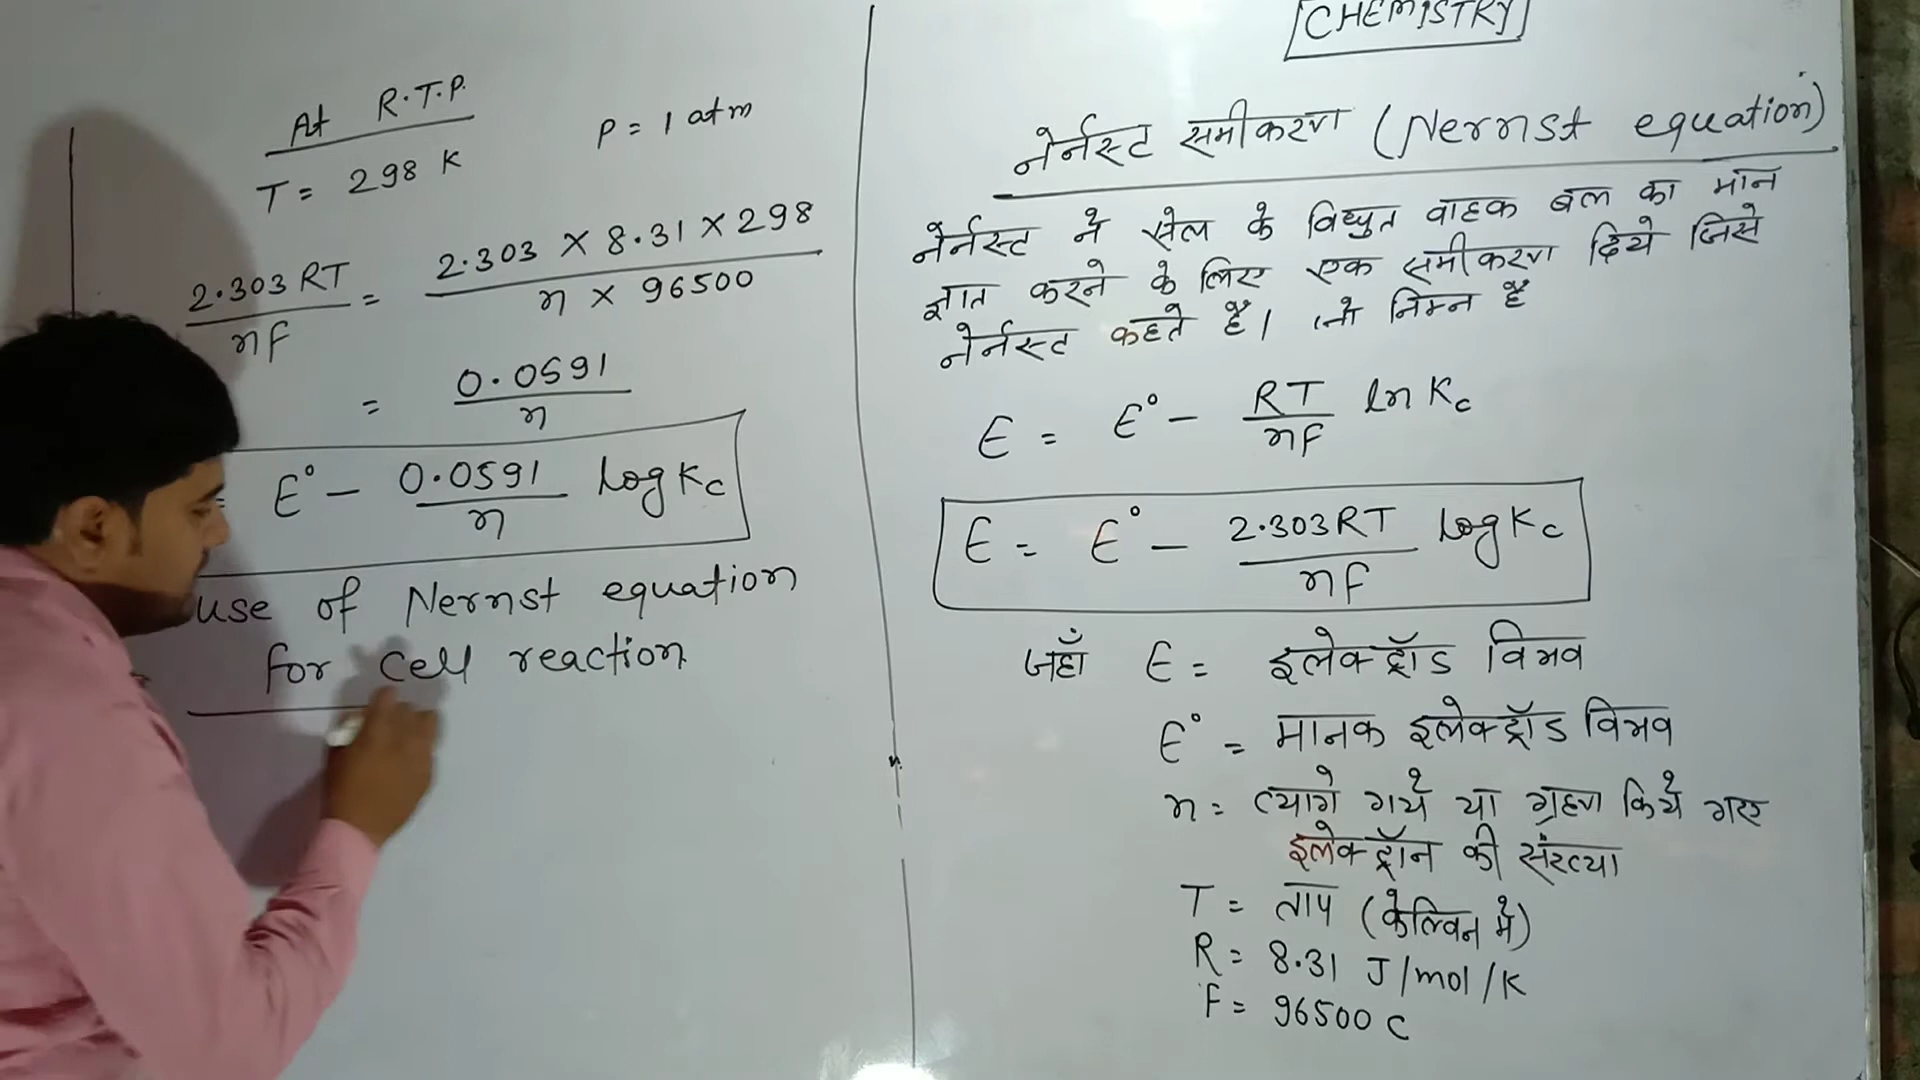 [CHEMISTRY]
नेर्नस्ट समीकरण (Nernst equation)
नेर्नस्ट ने सेल के विद्युत वाहक बल का मान
ज्ञात करने के लिए एक समीकरण दिये जिसे
नेर्नस्ट कहते है। जो निम्न है
E = E° - RT/nF ln Kc
E = E° - 2.303RT/nF log Kc
जहाँ E = इलेक्ट्रॉड विभव
E° = मानक इलेक्ट्रॉड विभव
n = त्यागे गये या ग्रहण किये गए
इलेक्ट्रॉन की संख्या
T = ताप (केल्विन मे)
R = 8.31 J/mol/K
F = 96500 C
At R.T.P.
T = 298 K P = 1 atm
2.303 RT/nF = 2.303 X 8.31 X 298/n X 96500
= 0.0591/n
E° - 0.0591/n log Kc
use of Nernst equation
for cell reaction